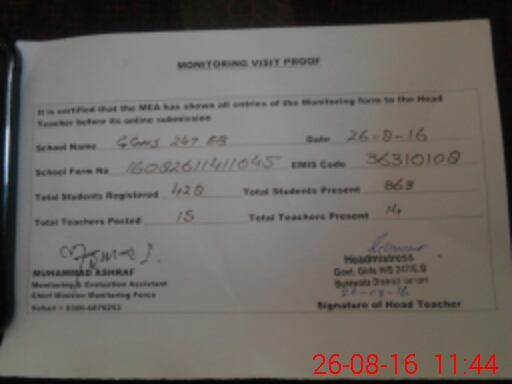 MONITORING VISIT PROOF
It is certified that the MEA has shown all entries of the Monitoring form to the Head
Teacher before its online submission
School Name GGHS 247 EB Date 26-8-16
School Form No 16082611411045 EMIS Code 36310108
Total Students Registered 428 Total Students Present 363
Total Teachers Posted 15 Total Teachers Present 14
MUHAMMAD ASHRAF
Monitoring & Evaluation Assistant
Chief Minister Monitoring Force
Headmistress
Govt. Girls H/S 247/E.B
Burewala District Vehari
Signature of Head Teacher
26-08-16 11:44